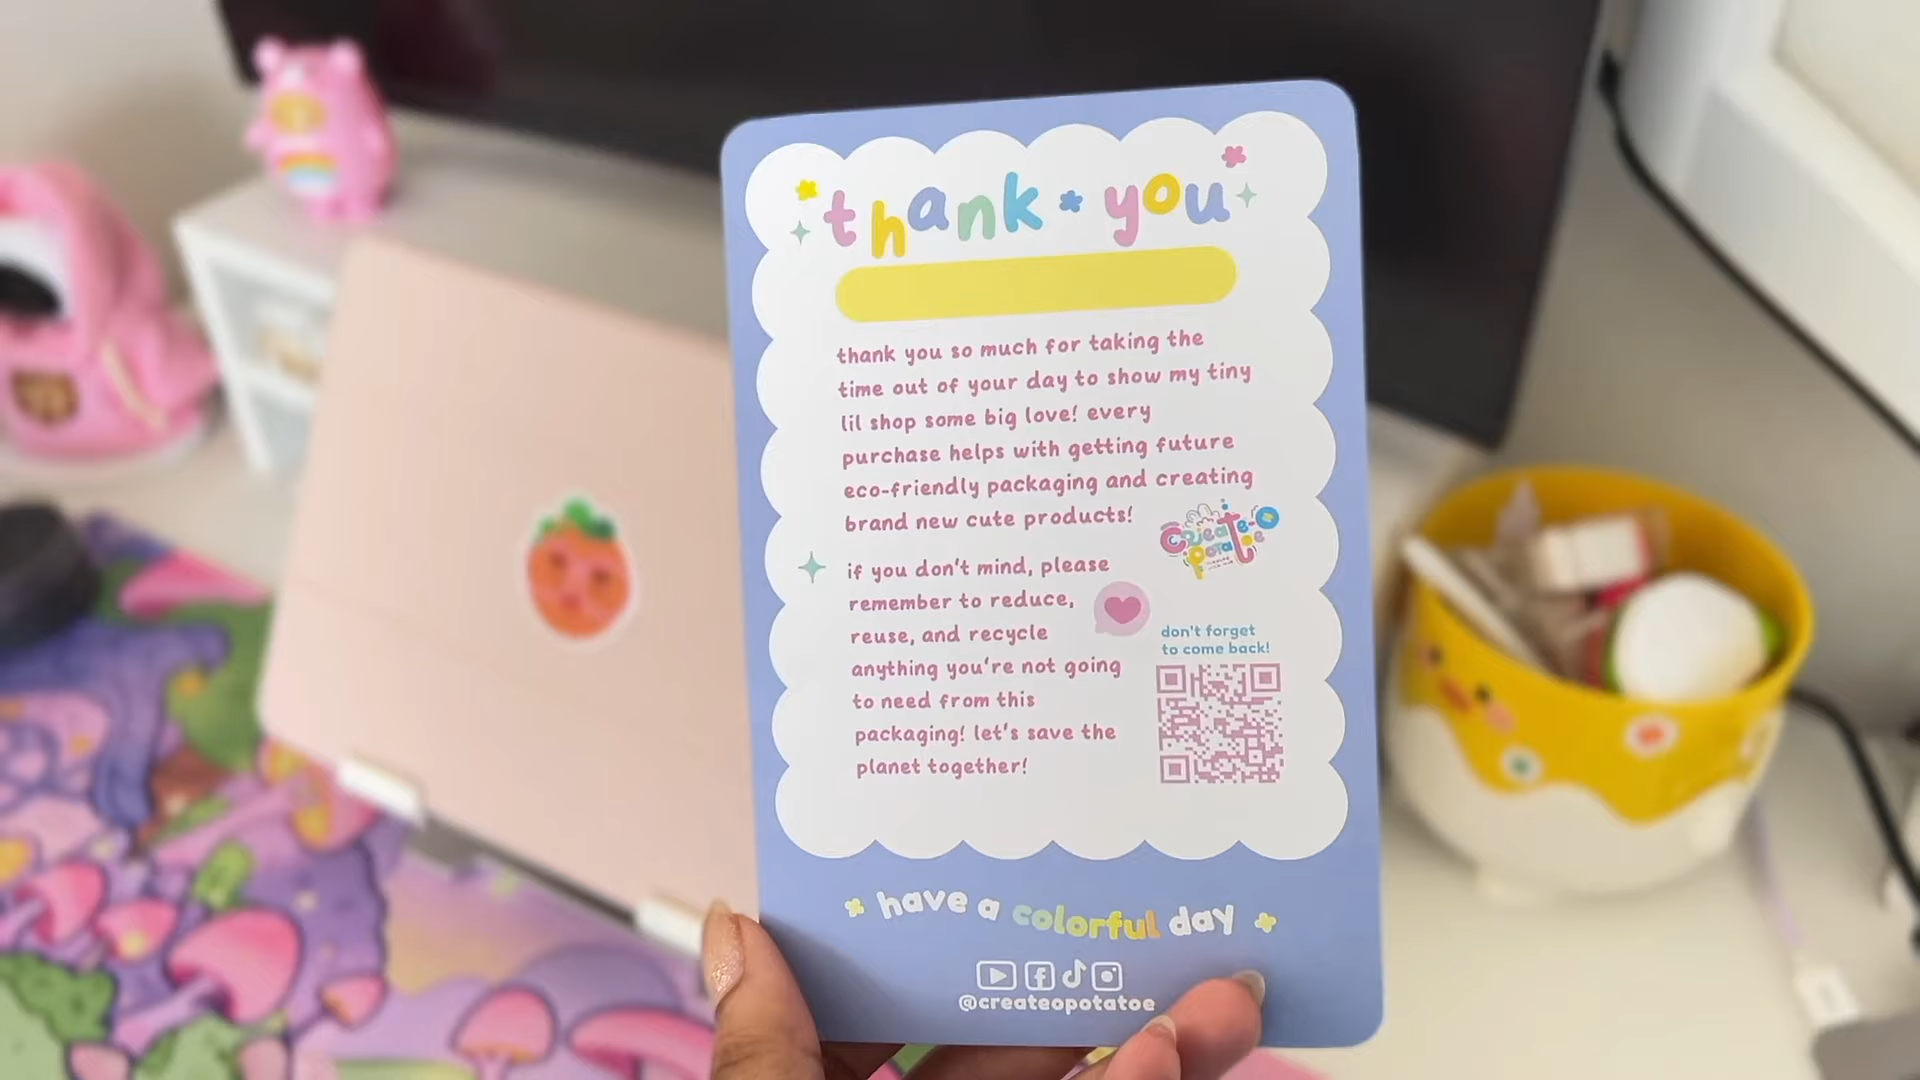 thank you
thank you so much for taking the
time out of your day to show my tiny
lil shop some big love! every
purchase helps with getting future
eco-friendly packaging and creating
brand new cute products!
Create-O
Potatoe
if you don't mind, please
remember to reduce,
reuse, and recycle
anything you're not going
to need from this
packaging! let's save the
planet together!
don't forget
to come back!
have a colorful day
@createopotatoe